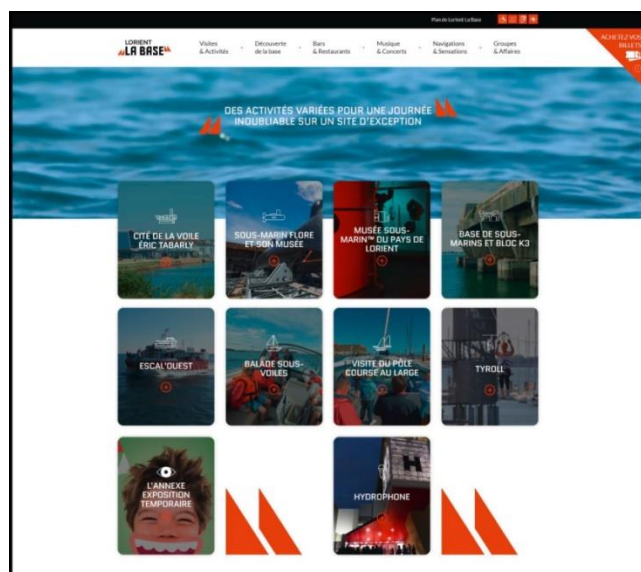 Plan de Lorient La Base
LORIENT
LA BASE
Visites
& Activités
Découverte
de la base
Bars
& Restaurants
Musique
& Concerts
Navigations
& Sensations
Groupes
& Affaires
ACHETEZ VOS
BILLETS
DES ACTIVITÉS VARIÉES POUR UNE JOURNÉE
INOUBLIABLE SUR UN SITE D'EXCEPTION
CITÉ DE LA VOILE
ÉRIC TABARLY
SOUS-MARIN FLORE
ET SON MUSÉE
MUSÉE SOUS-
MARIN™ DU PAYS DE
LORIENT
BASE DE SOUS-
MARINS ET BLOC K3
ESCAL'OUEST
BALADE SOUS-
VOILES
VISITE DU PÔLE
COURSE AU LARGE
TYROLL
L'ANNEXE
EXPOSITION
TEMPORAIRE
H
HYDROPHONE